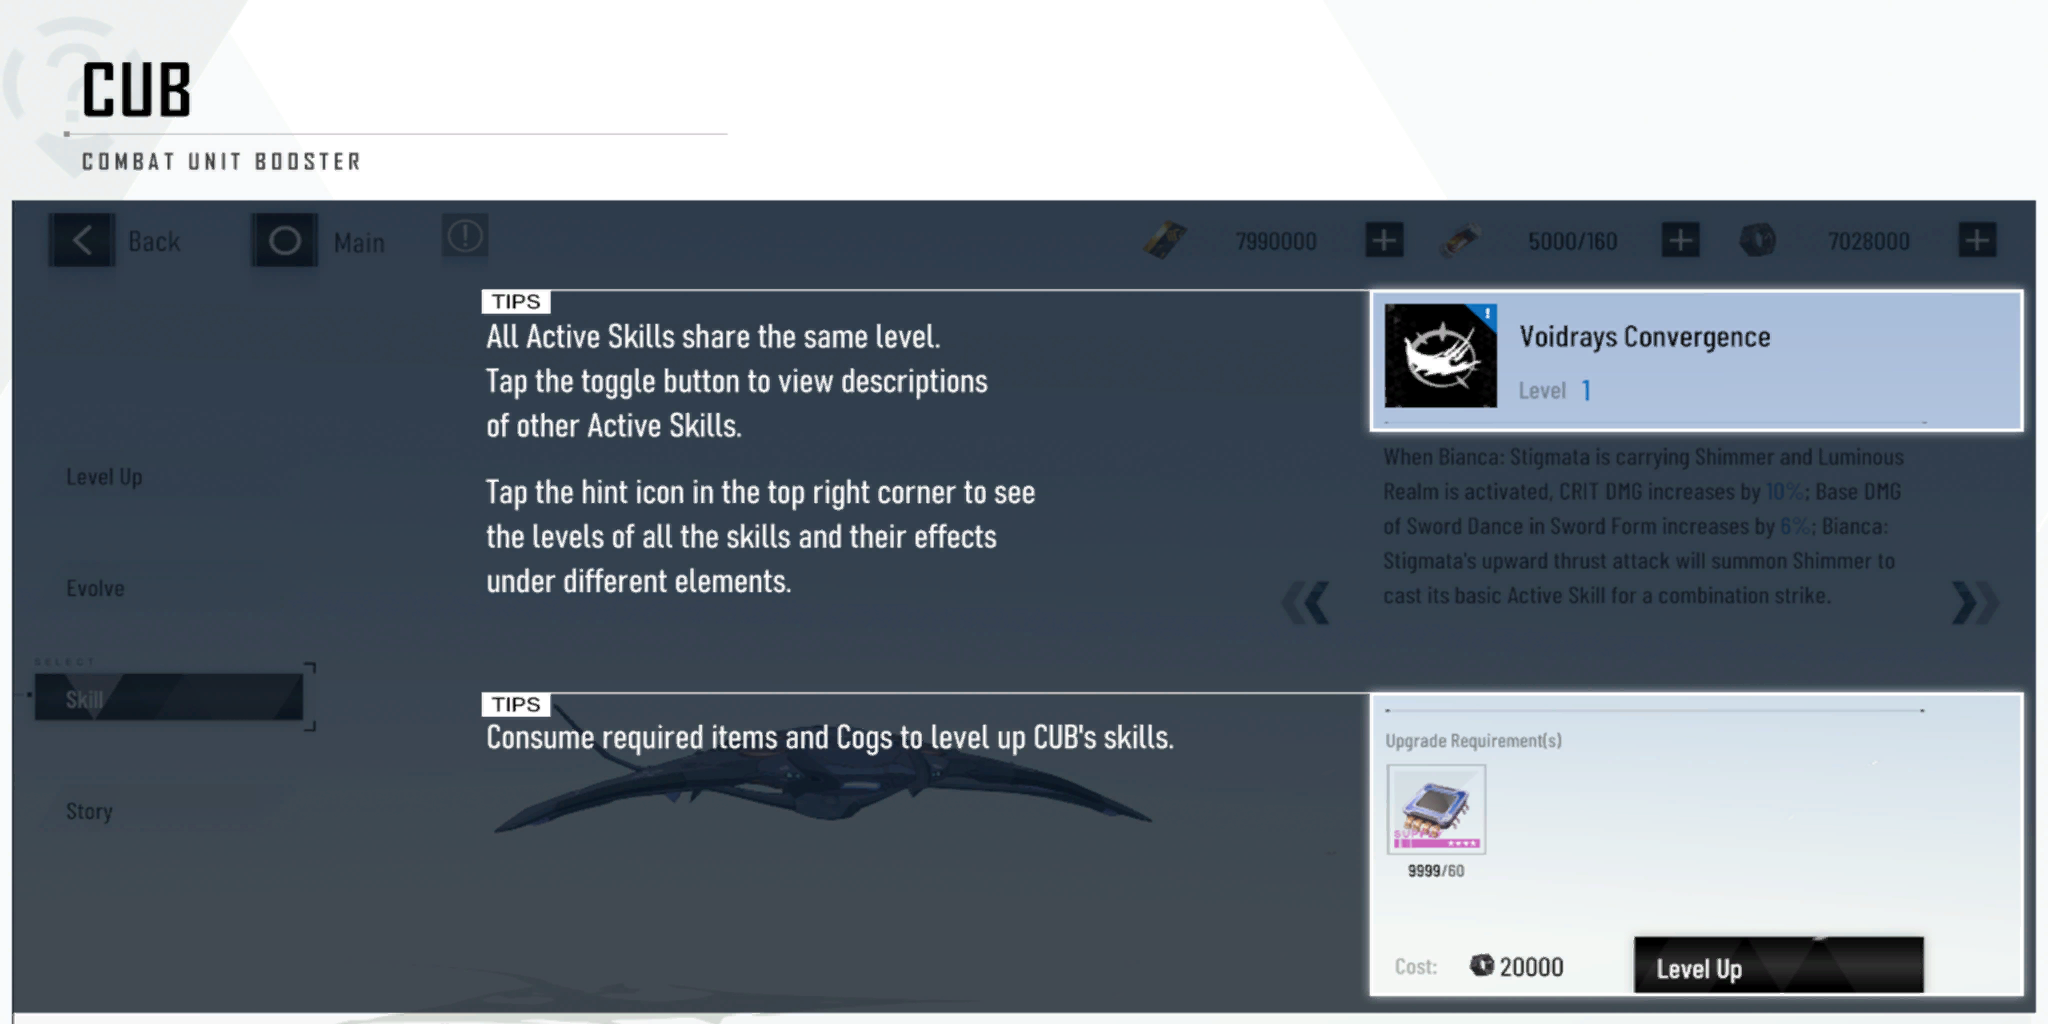 CUB
COMBAT UNIT BOOSTER
Back
Main
7990000
5000/160
7028000
TIPS
All Active Skills share the same level.
Tap the toggle button to view descriptions
of other Active Skills.
Tap the hint icon in the top right corner to see
the levels of all the skills and their effects
under different elements.
Voidrays Convergence
Level 1
When Bianca: Stigmata is carrying Shimmer and Luminous
Realm is activated, CRIT DMG increases by 10%; Base DMG
of Sword Dance in Sword Form increases by 6%; Bianca:
Stigmata's upward thrust attack will summon Shimmer to
cast its basic Active Skill for a combination strike.
Level Up
Evolve
SELECT
Skill
Story
TIPS
Consume required items and Cogs to level up CUB's skills.
Upgrade Requirement(s)
SUPPLY
9999/60
Cost: 20000
Level Up